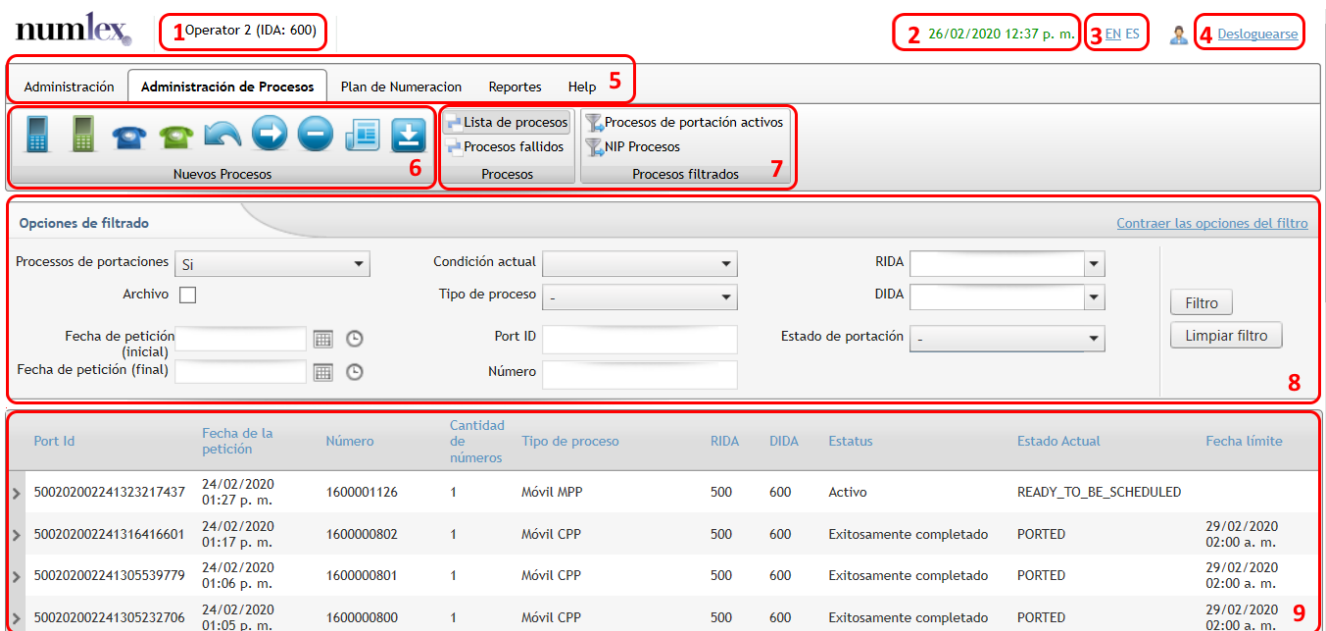 numlex
1 Operator 2 (IDA: 600)
2 26/02/2020 12:37 p. m.
3 EN ES
4 Desloguearse
Administración Administración de Procesos Plan de Numeracion Reportes Help 5
Lista de procesos
Procesos fallidos
Procesos de portación activos
NIP Procesos
Nuevos Procesos 6
Procesos
Procesos filtrados 7
Opciones de filtrado
Contraer las opciones del filtro
Processos de portaciones Si
Condición actual
RIDA
Archivo
Tipo de proceso -
DIDA
Filtro
Fecha de petición
(inicial)
Port ID
Estado de portación -
Limpiar filtro
Fecha de petición (final)
Número
8
Port Id
Fecha de la
petición
Número
Cantidad
de
números
Tipo de proceso
RIDA
DIDA
Estatus
Estado Actual
Fecha límite
500202002241323217437
24/02/2020
01:27 p. m.
1600001126
1
Móvil MPP
500
600
Activo
READY_TO_BE_SCHEDULED
500202002241316416601
24/02/2020
01:17 p. m.
1600000802
1
Móvil CPP
500
600
Exitosamente completado
PORTED
29/02/2020
02:00 a. m.
500202002241305539779
24/02/2020
01:06 p. m.
1600000801
1
Móvil CPP
500
600
Exitosamente completado
PORTED
29/02/2020
02:00 a. m.
500202002241305232706
24/02/2020
01:05 p. m.
1600000800
1
Móvil CPP
500
600
Exitosamente completado
PORTED
29/02/2020
02:00 a. m.
9